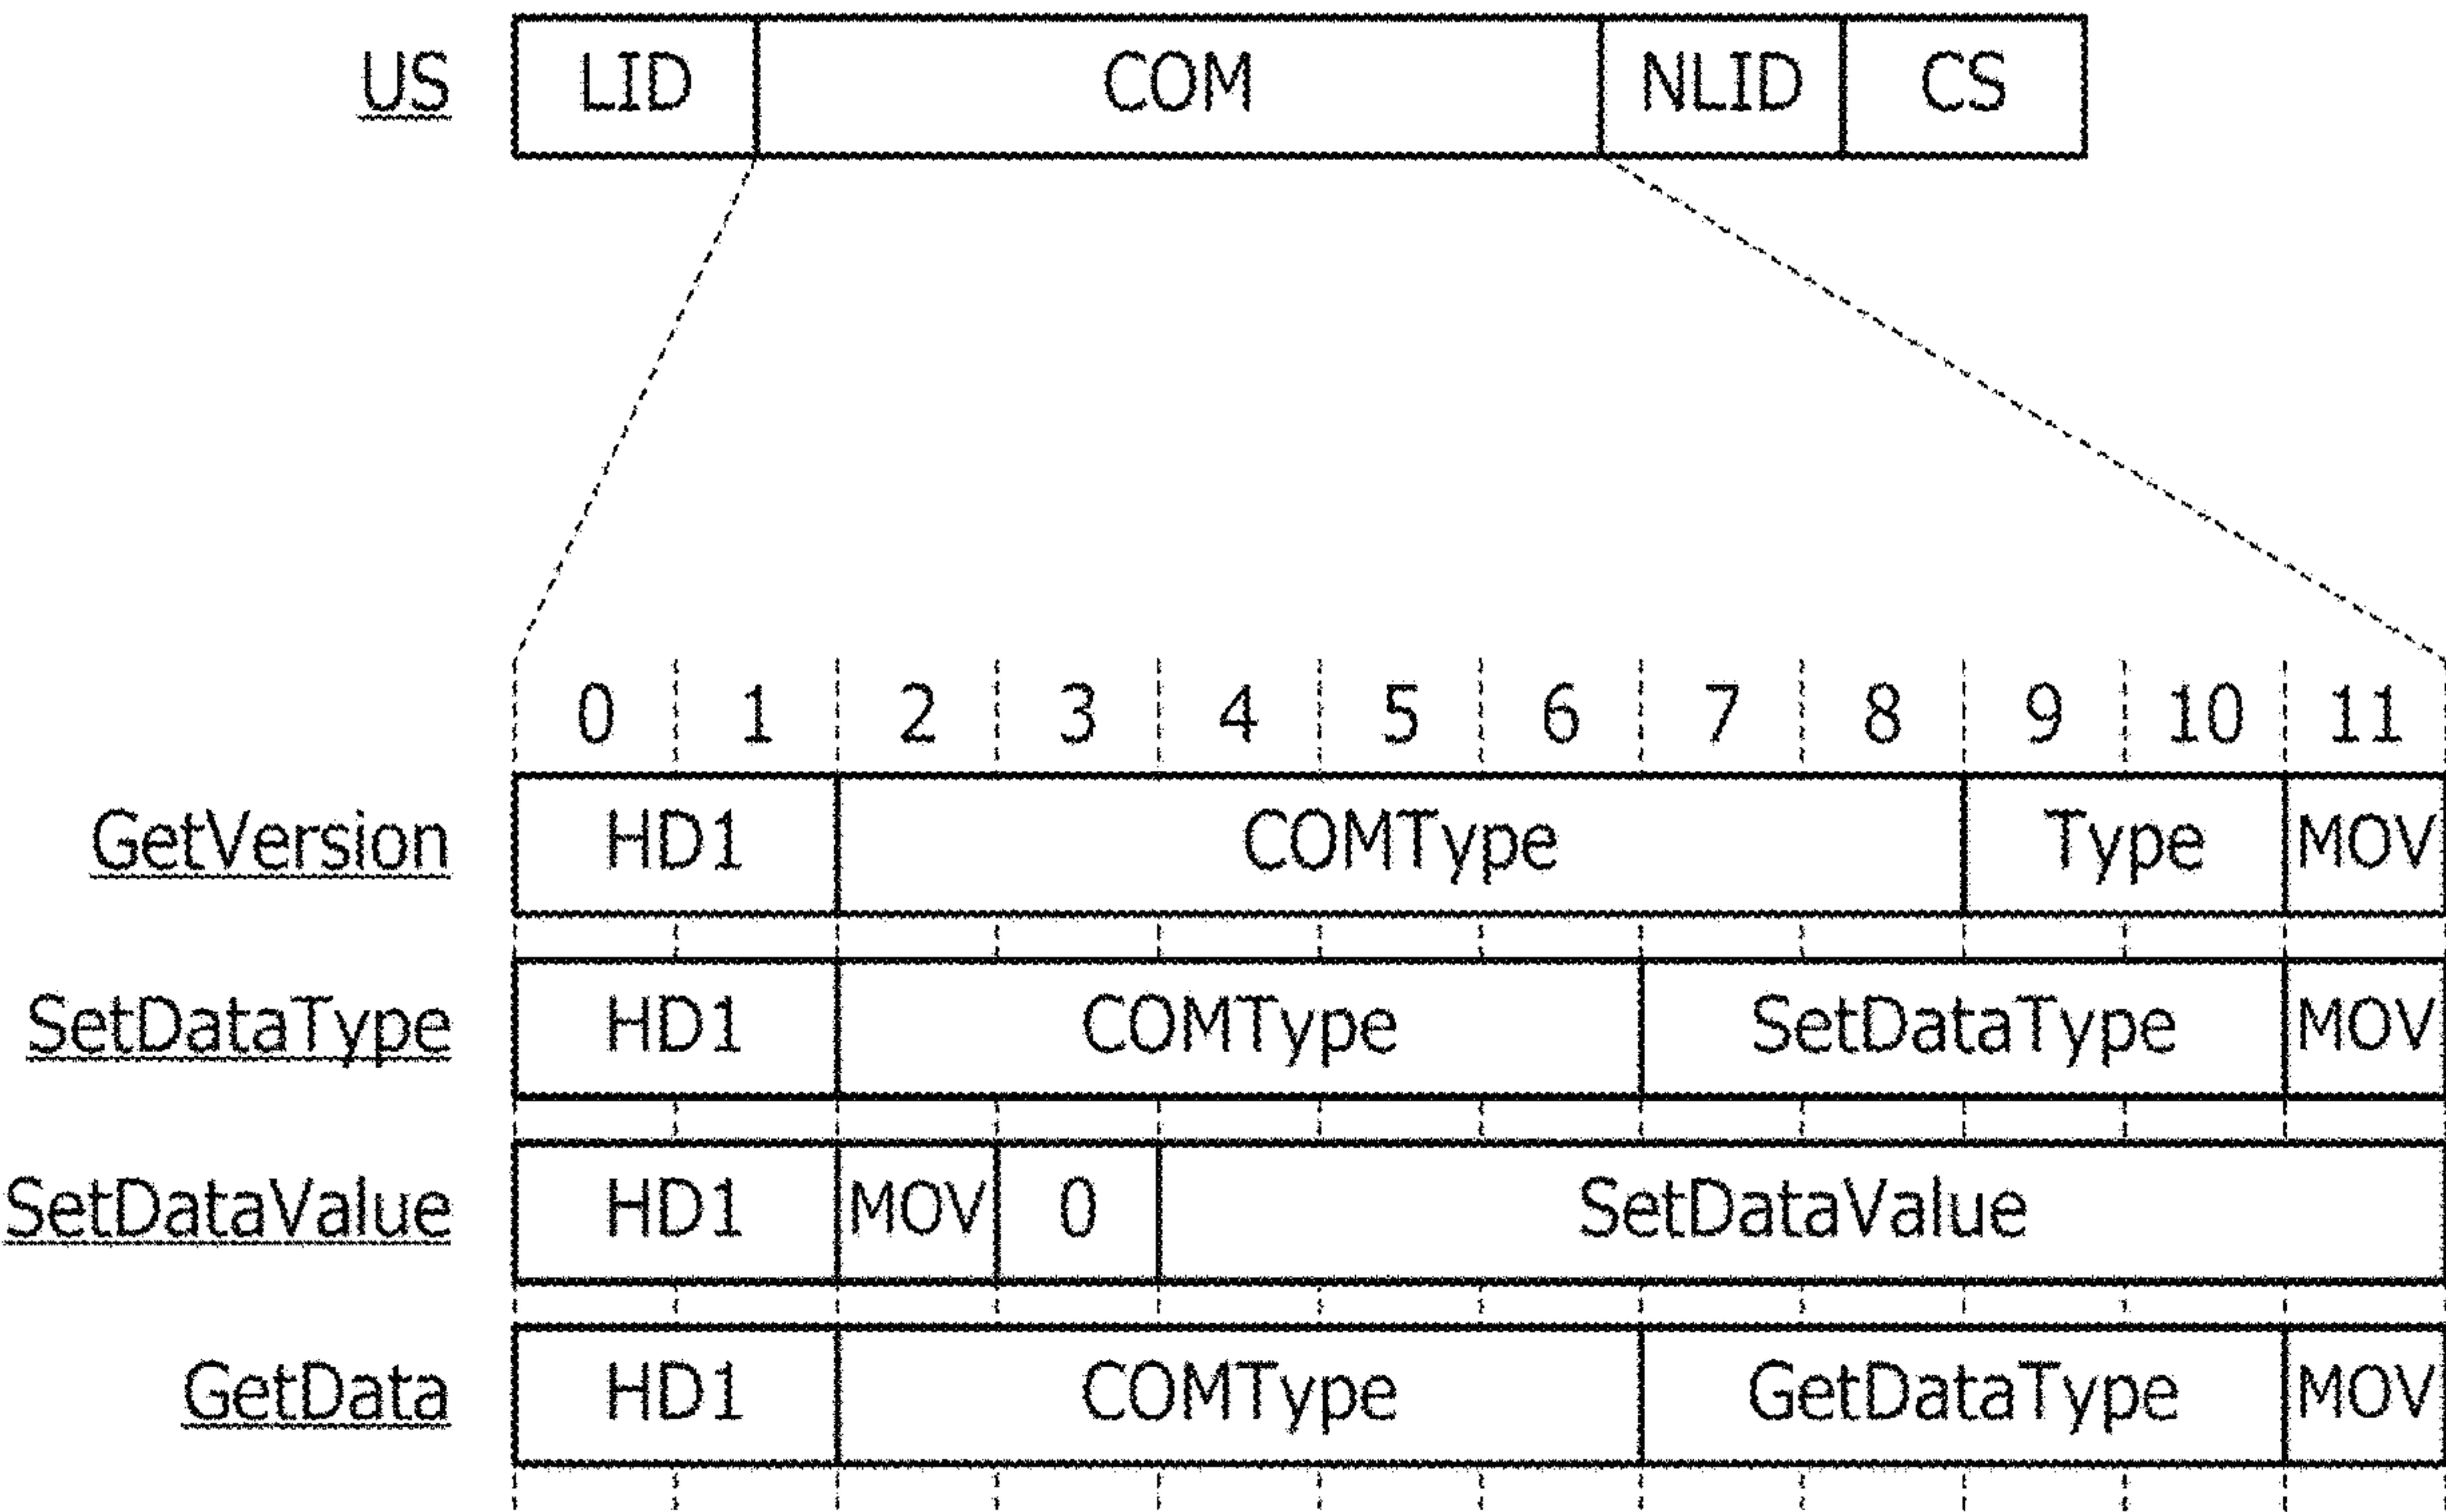 US LID COM NLID CS
0 1 2 3 4 5 6 7 8 9 10 11
GetVersion HD1 COMType Type MOV
SetDataType HD1 COMType SetDataType MOV
SetDataValue HD1 MOV 0 SetDataValue
GetData HD1 COMType GetDataType MOV